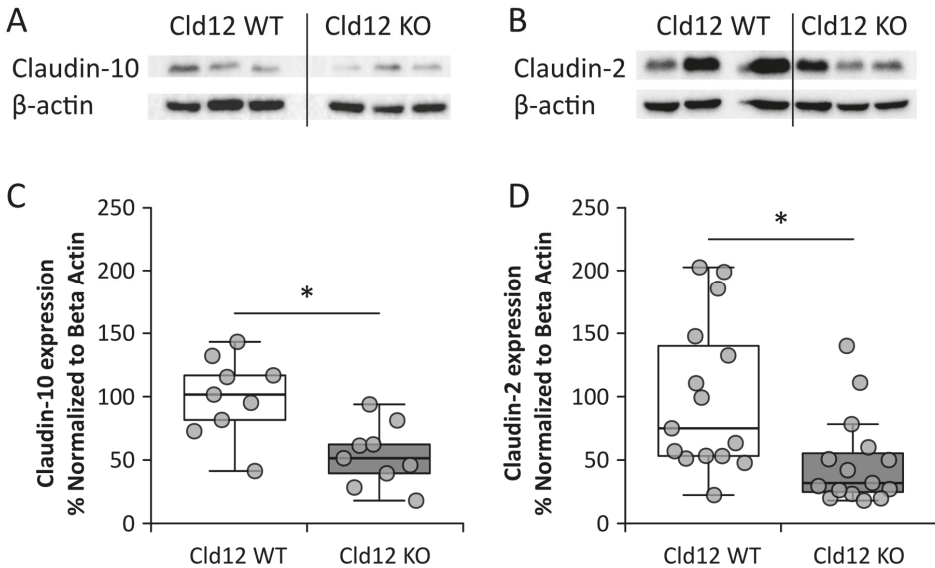 A
Cld12 WT
Cld12 KO
Claudin-10
β-actin
B
Cld12 WT
Cld12 KO
Claudin-2
β-actin
C
Claudin-10 expression
% Normalized to Beta Actin
250
200
150
100
50
0
*
Cld12 WT
Cld12 KO
D
Claudin-2 expression
% Normalized to Beta Actin
250
200
150
100
50
0
*
Cld12 WT
Cld12 KO